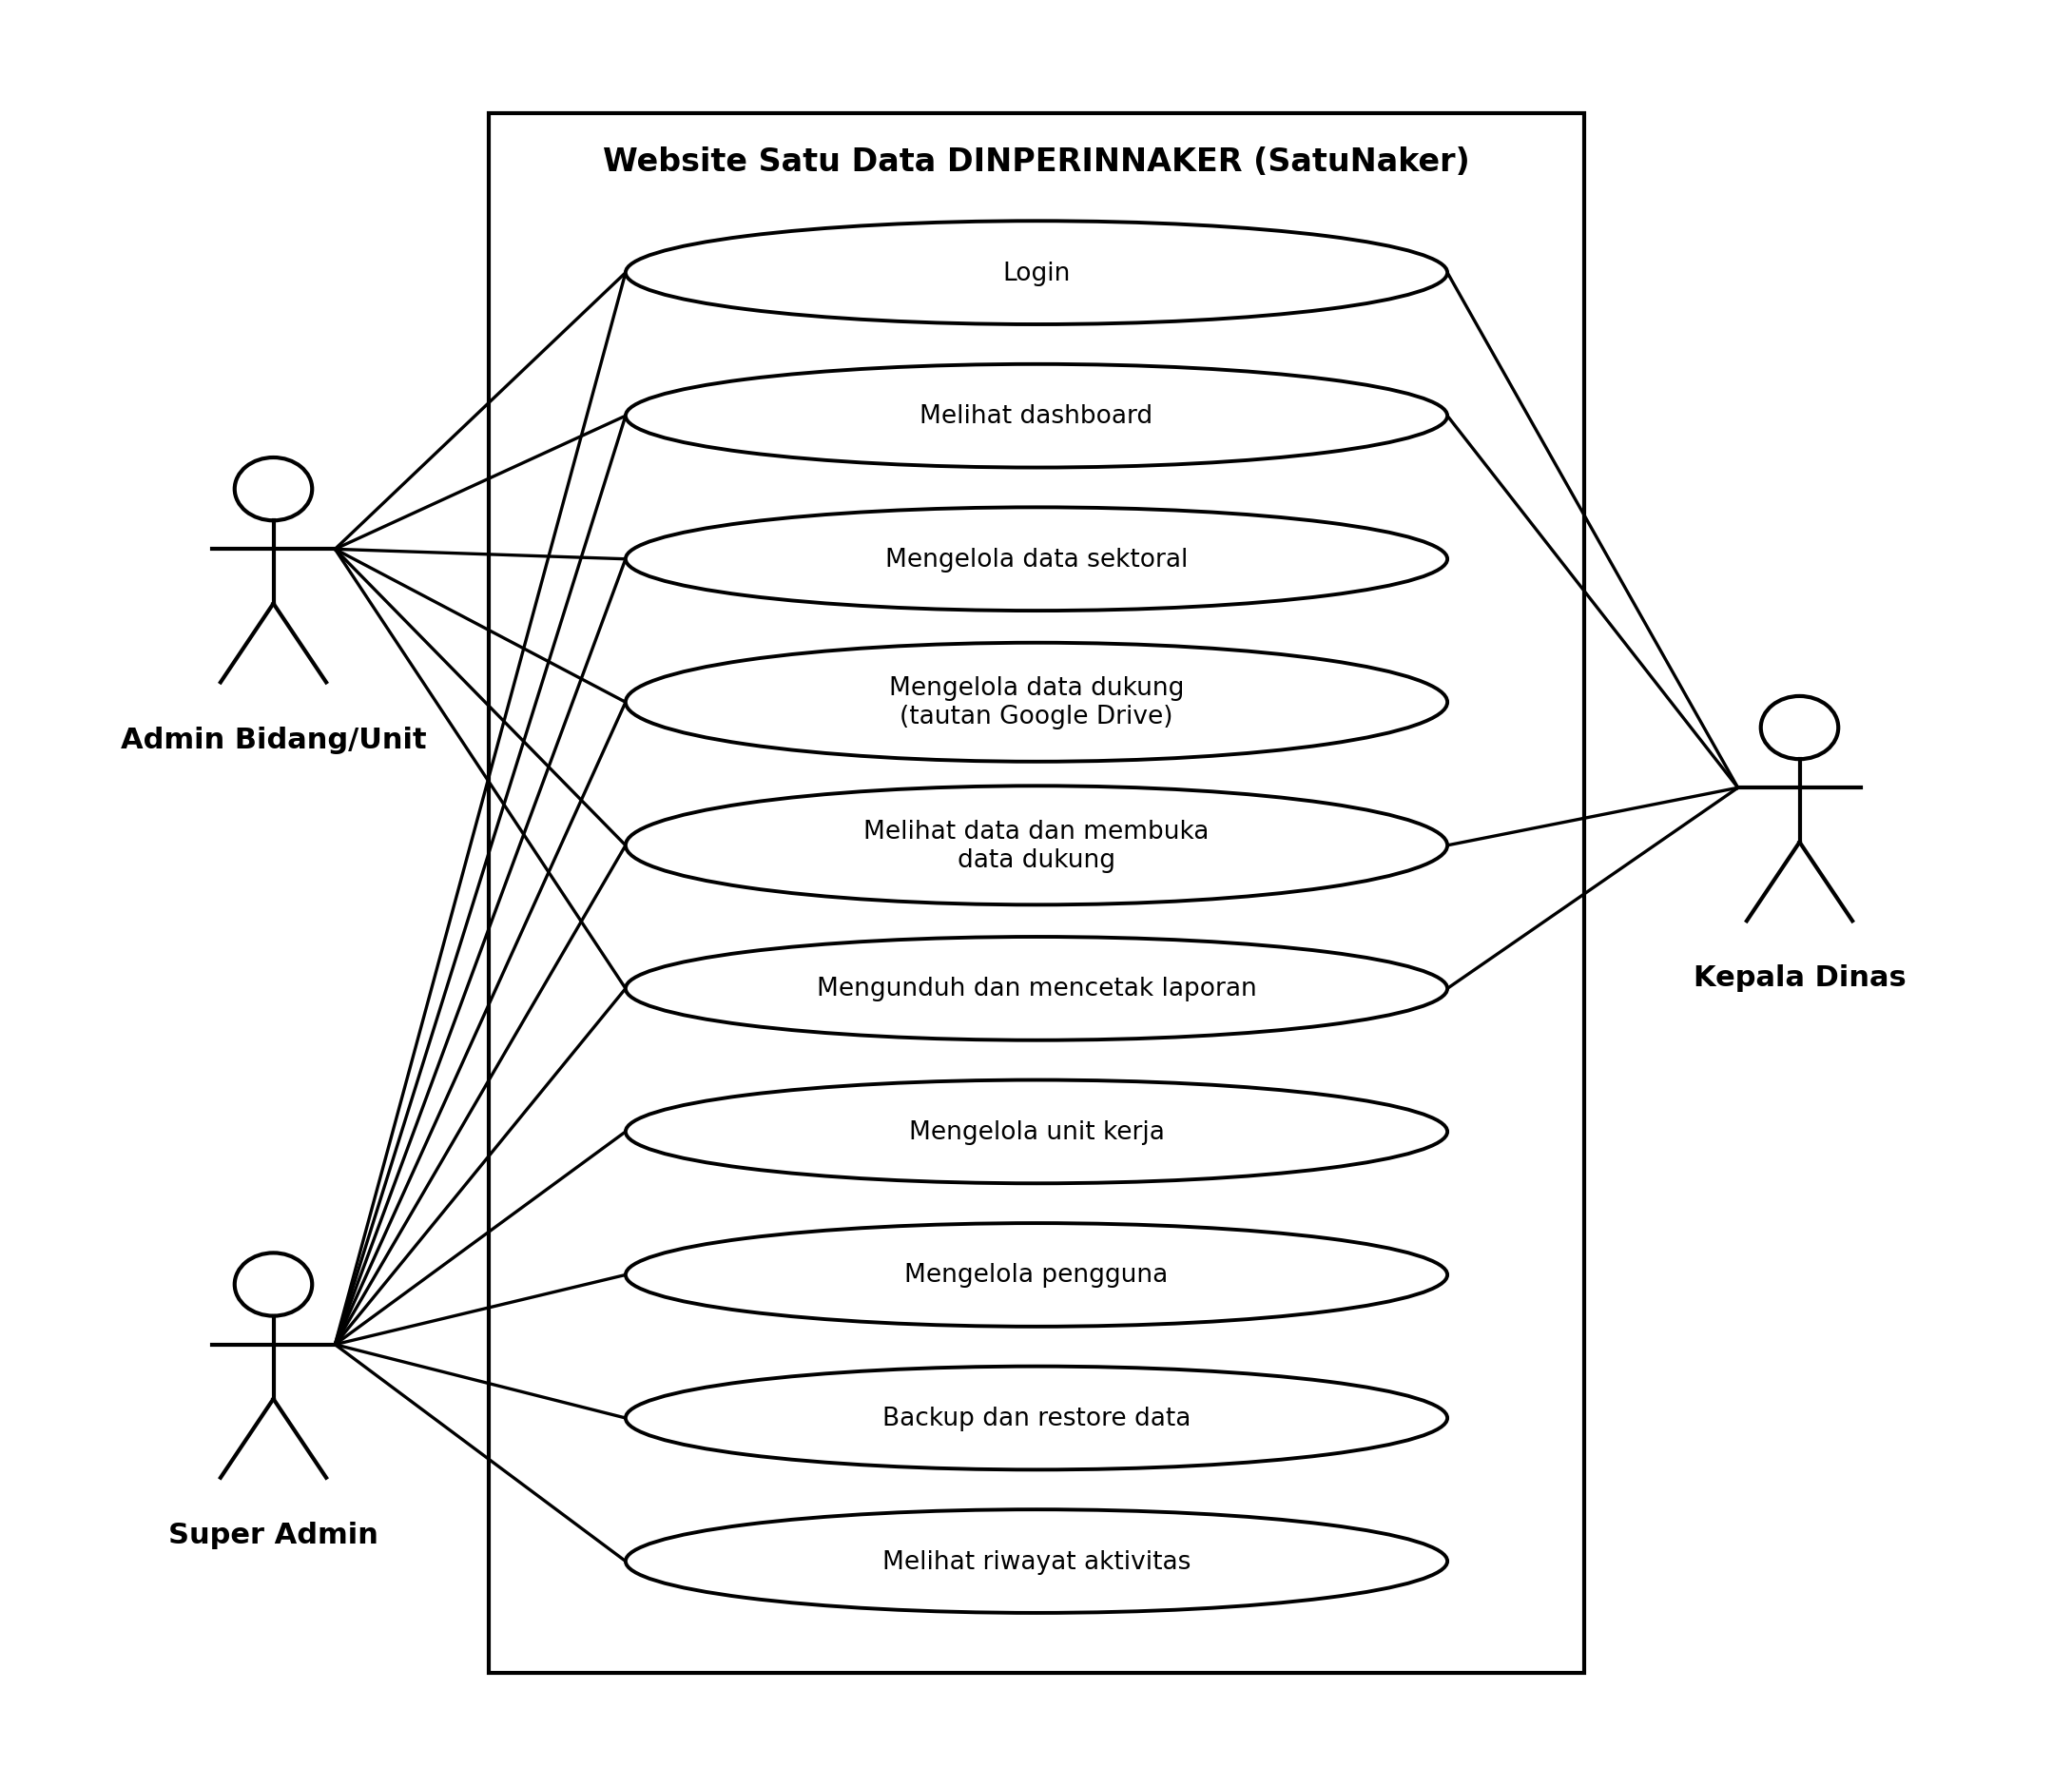 Website Satu Data DINPERINNAKER (SatuNaker)
Login
Melihat dashboard
Mengelola data sektoral
Mengelola data dukung
(tautan Google Drive)
Admin Bidang/Unit
Melihat data dan membuka
data dukung
Mengunduh dan mencetak laporan
Kepala Dinas
Mengelola unit kerja
Mengelola pengguna
Backup dan restore data
Super Admin
Melihat riwayat aktivitas